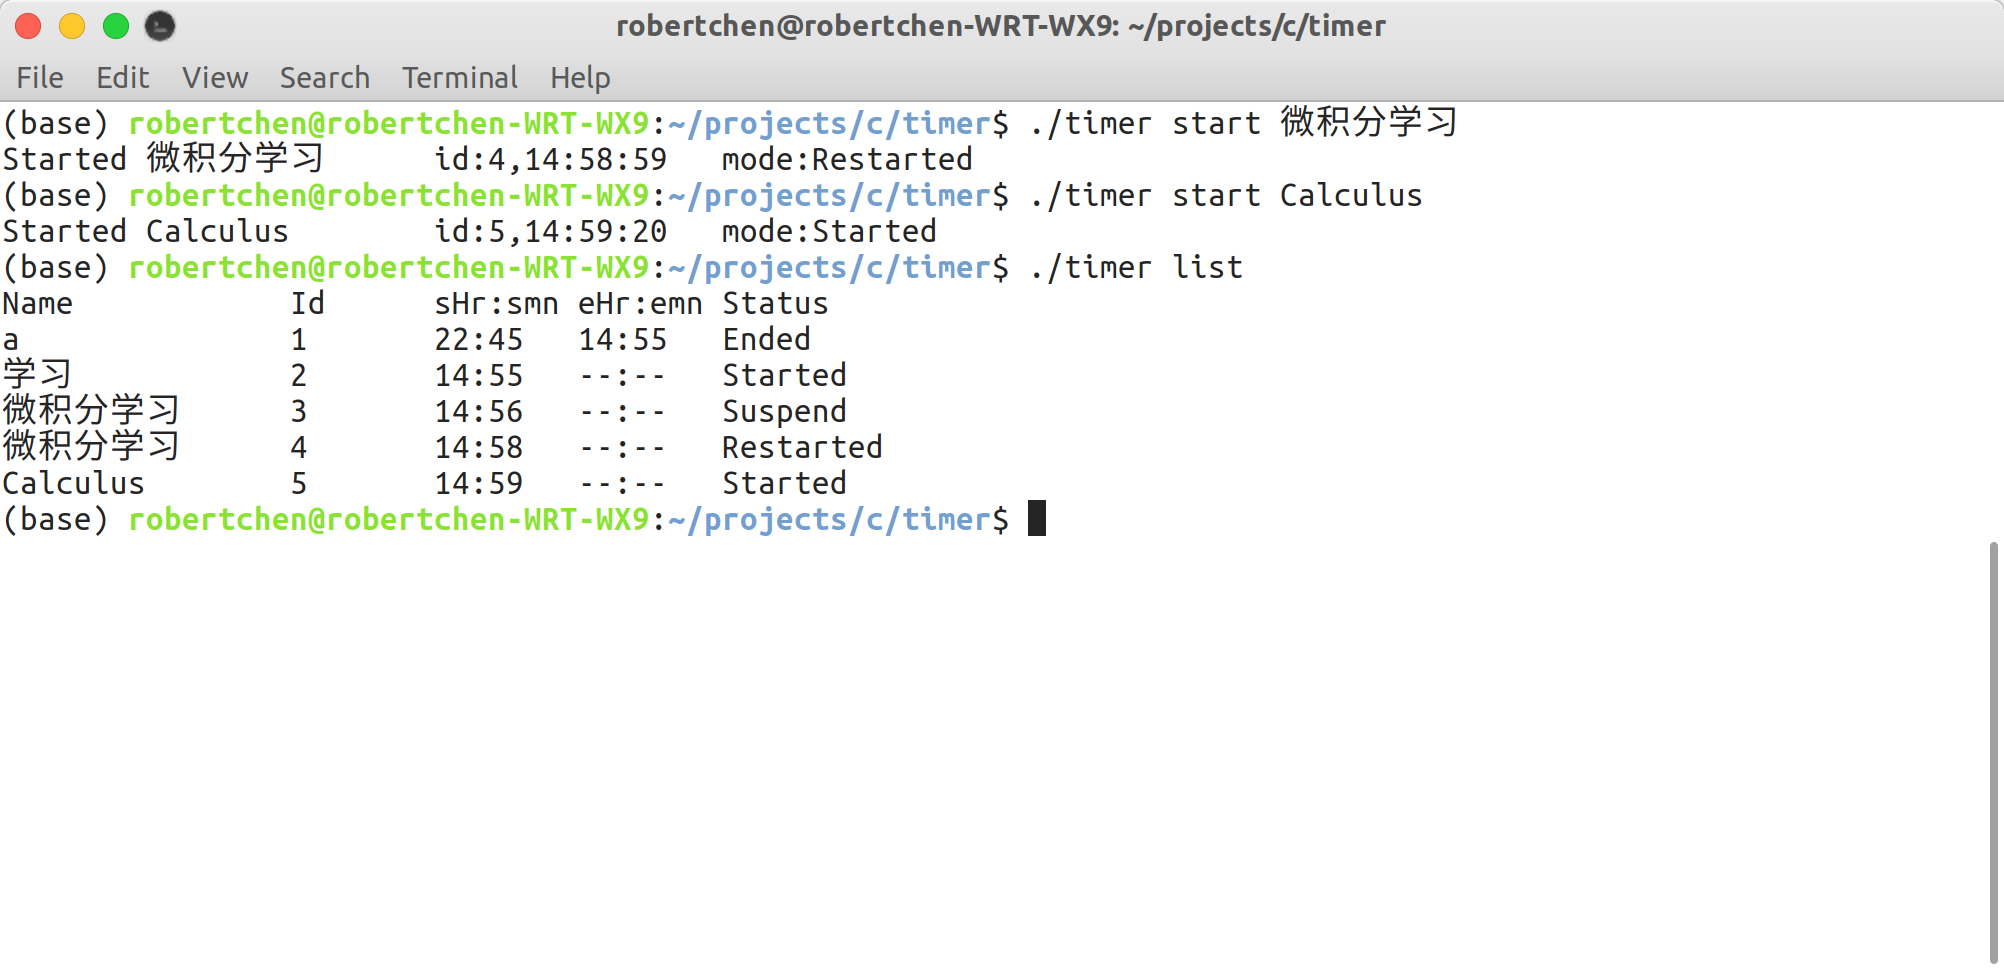 robertchen@robertchen-WRT-WX9: ~/projects/c/timer
File Edit View Search Terminal Help
(base) robertchen@robertchen-WRT-WX9:~/projects/c/timer$ ./timer start 微积分学习
Started 微积分学习 id:4,14:58:59 mode:Restarted
(base) robertchen@robertchen-WRT-WX9:~/projects/c/timer$ ./timer start Calculus
Started Calculus id:5,14:59:20 mode:Started
(base) robertchen@robertchen-WRT-WX9:~/projects/c/timer$ ./timer list
Name Id sHr:smn eHr:emn Status
a 1 22:45 14:55 Ended
学习 2 14:55 --:-- Started
微积分学习 3 14:56 --:-- Suspend
微积分学习 4 14:58 --:-- Restarted
Calculus 5 14:59 --:-- Started
(base) robertchen@robertchen-WRT-WX9:~/projects/c/timer$